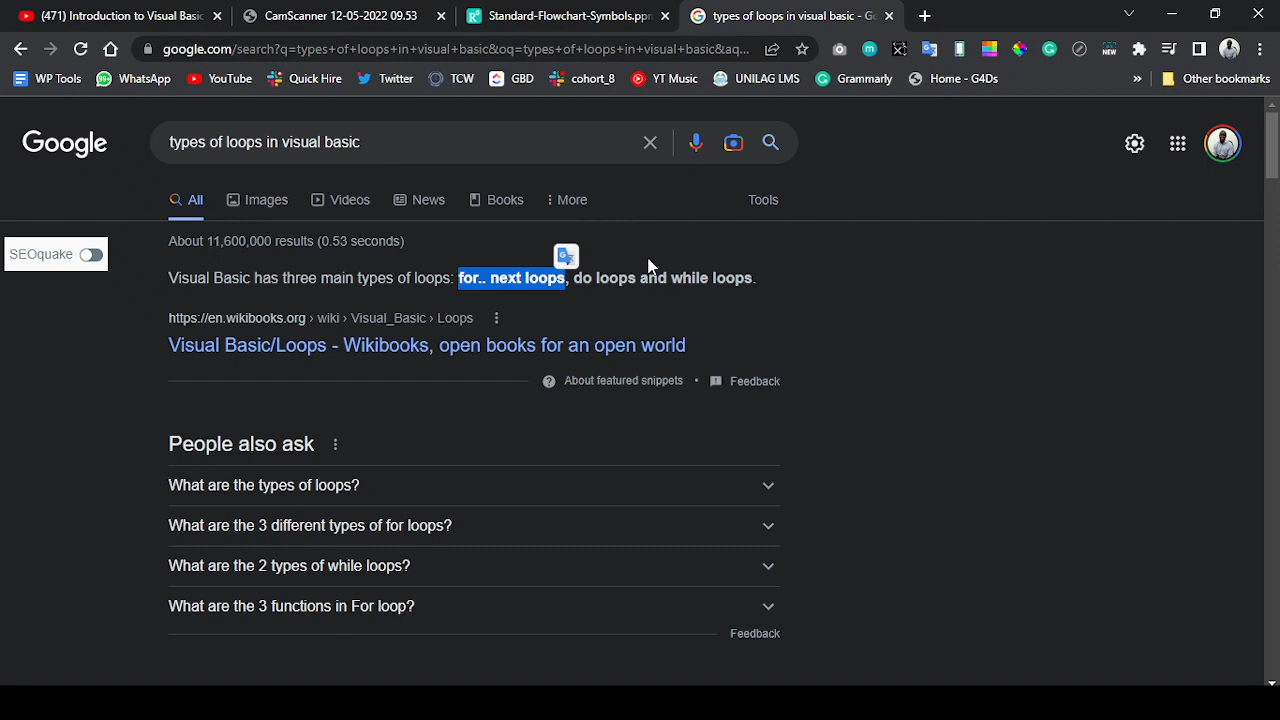 (471) Introduction to Visual Basic
CamScanner 12-05-2022 09.53
Standard-Flowchart-Symbols.ppn
types of loops in visual basic - Go
google.com/search?q=types+of+loops+in+visual+basic&oq=types+of+loops+in+visual+basic&aq...
NEW
WP Tools
WhatsApp
YouTube
Quick Hire
Twitter
TCW
GBD
cohort_8
YT Music
UNILAG LMS
Grammarly
Home - G4Ds
»
Other bookmarks
Google
types of loops in visual basic
All
Images
Videos
News
Books
More
Tools
About 11,600,000 results (0.53 seconds)
SEOquake
Visual Basic has three main types of loops: for.. next loops, do loops and while loops.
https://en.wikibooks.org › wiki › Visual_Basic › Loops
Visual Basic/Loops - Wikibooks, open books for an open world
About featured snippets • Feedback
People also ask
What are the types of loops?
What are the 3 different types of for loops?
What are the 2 types of while loops?
What are the 3 functions in For loop?
Feedback